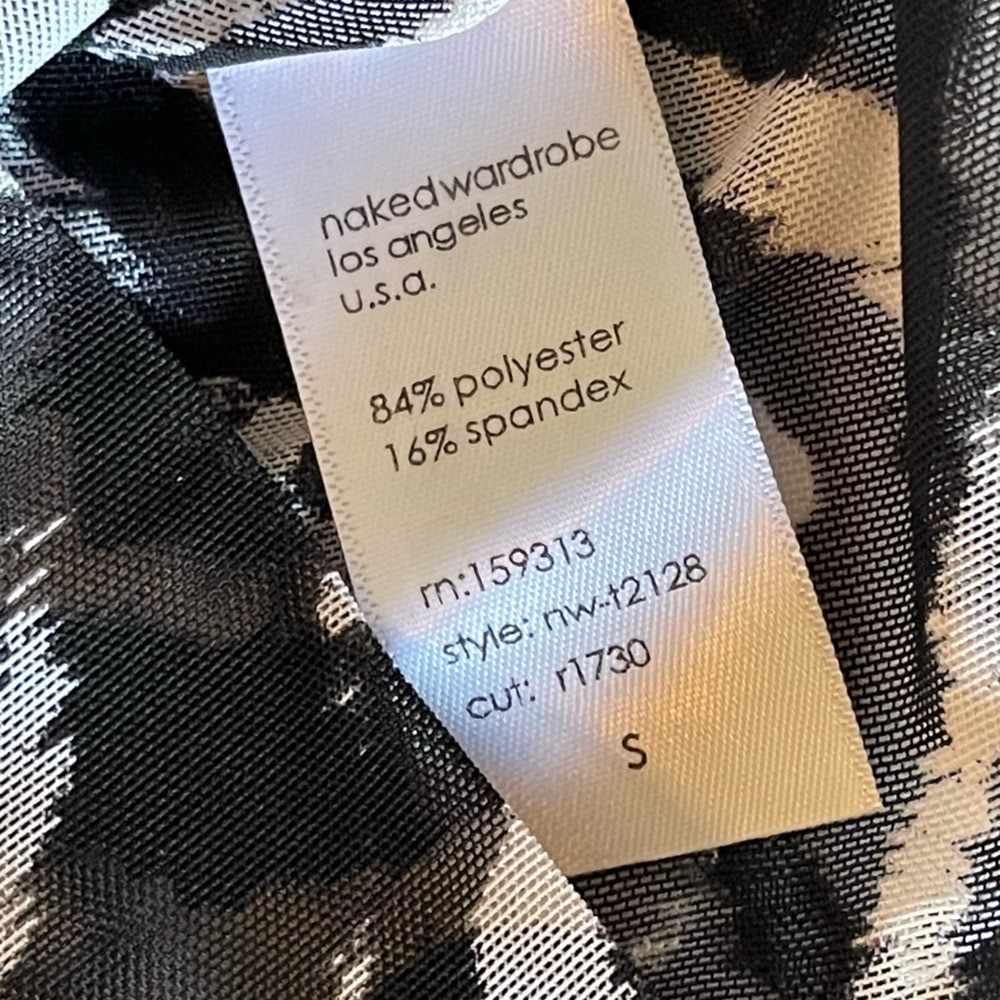 nakedwardrobe
los angeles
u.s.a.
84% polyester
16% spandex
rn:159313
style: nw-t2128
cut: r1730
S